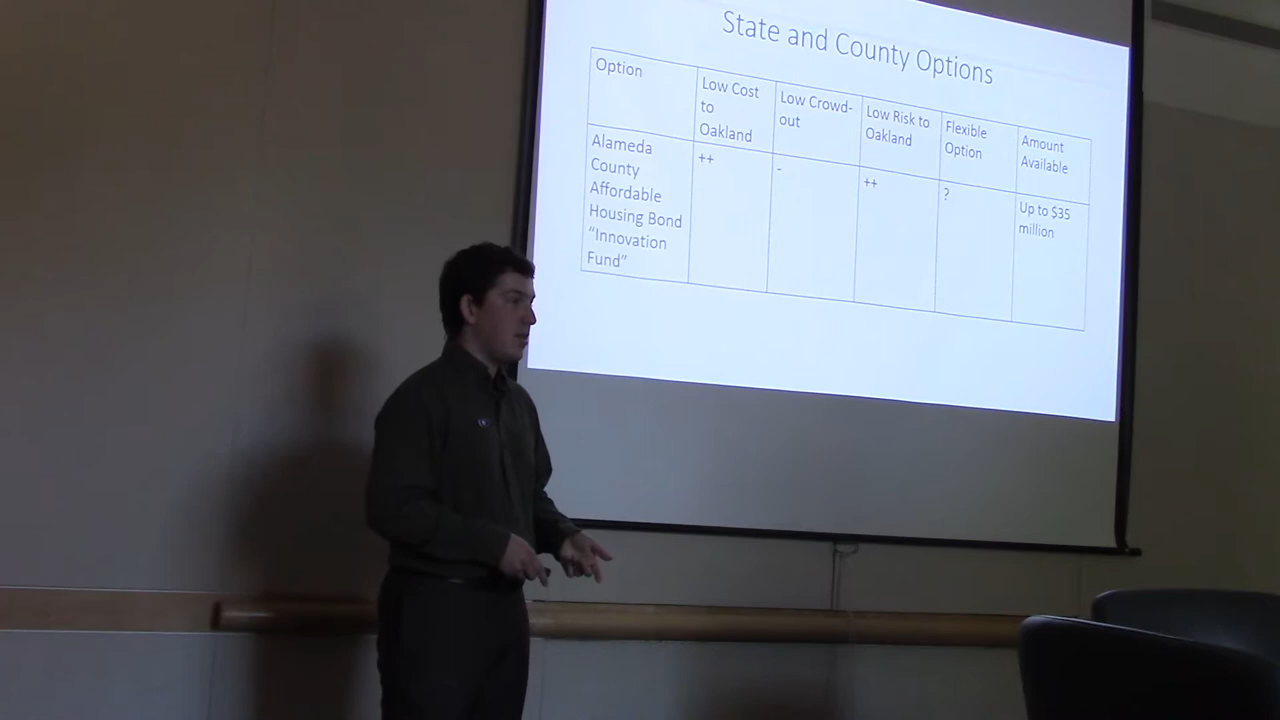 State and County Options
Option
Low Cost
to
Oakland
Low Crowd-
out
Low Risk to
Oakland
Flexible
Option
Amount
Available
Alameda
County
Affordable
Housing Bond
“Innovation
Fund”
++
-
++
?
Up to $35
million